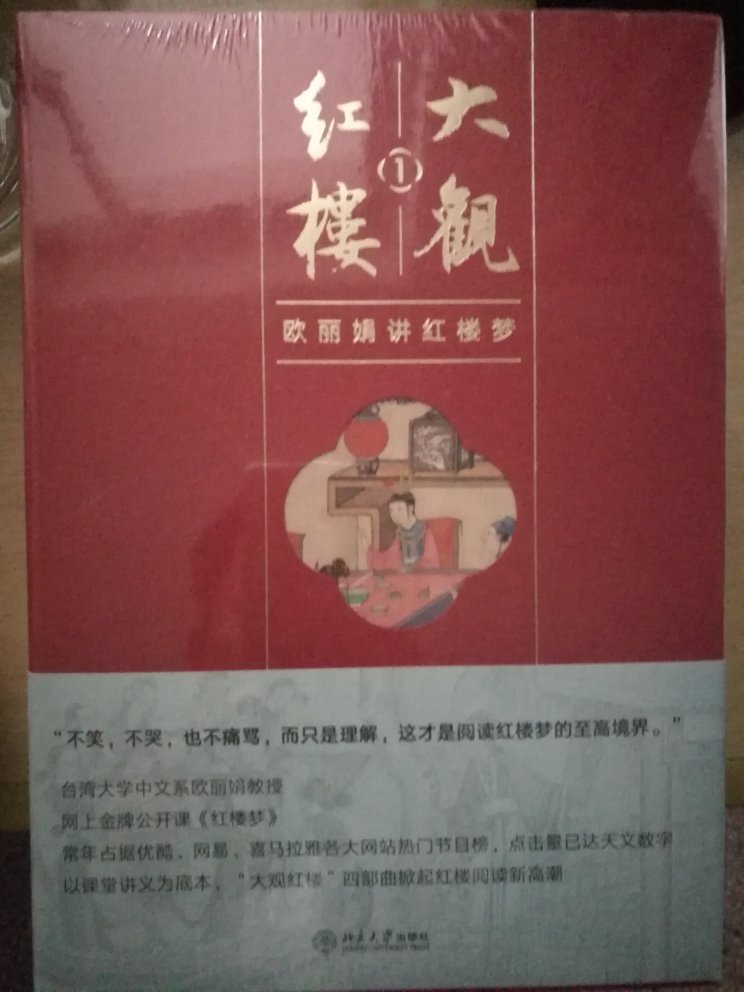 大觀
紅樓
1
欧丽娟讲红楼梦
“不笑，不哭，也不痛骂，而只是理解，这才是阅读红楼梦的至高境界。”
台湾大学中文系欧丽娟教授
网上金牌公开课《红楼梦》
常年占据优酷、网易、喜马拉雅各大网站热门节目榜，点击量已达天文数字
以课堂讲义为底本，“大观红楼”四部曲掀起红楼阅读新高潮
北京大学出版社
PEKING UNIVERSITY PRESS